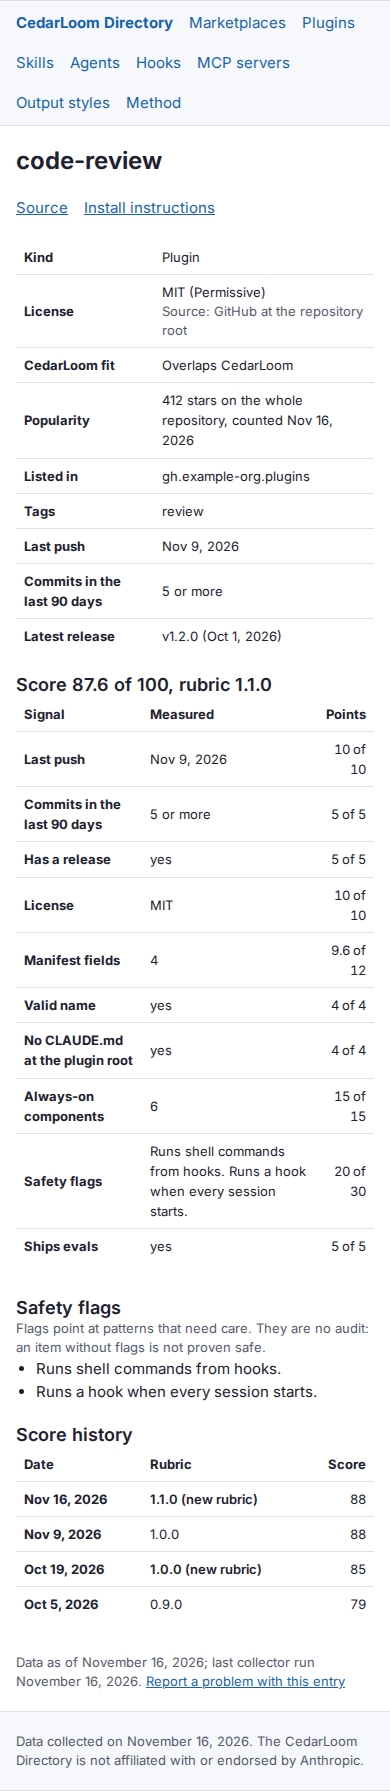 CedarLoom Directory Marketplaces Plugins
Skills Agents Hooks MCP servers
Output styles Method
code-review
Source Install instructions
Kind Plugin
License MIT (Permissive)
Source: GitHub at the repository
root
CedarLoom fit Overlaps CedarLoom
Popularity 412 stars on the whole
repository, counted Nov 16,
2026
Listed in gh.example-org.plugins
Tags review
Last push Nov 9, 2026
Commits in the
last 90 days 5 or more
Latest release v1.2.0 (Oct 1, 2026)
Score 87.6 of 100, rubric 1.1.0
Signal Measured Points
Last push Nov 9, 2026 10 of
10
Commits in the
last 90 days 5 or more 5 of 5
Has a release yes 5 of 5
License MIT 10 of
10
Manifest fields 4 9.6 of
12
Valid name yes 4 of 4
No CLAUDE.md
at the plugin root yes 4 of 4
Always-on
components 6 15 of
15
Safety flags Runs shell commands
from hooks. Runs a hook
when every session
starts. 20 of
30
Ships evals yes 5 of 5
Safety flags
Flags point at patterns that need care. They are no audit:
an item without flags is not proven safe.
• Runs shell commands from hooks.
• Runs a hook when every session starts.
Score history
Date Rubric Score
Nov 16, 2026 1.1.0 (new rubric) 88
Nov 9, 2026 1.0.0 88
Oct 19, 2026 1.0.0 (new rubric) 85
Oct 5, 2026 0.9.0 79
Data as of November 16, 2026; last collector run
November 16, 2026. Report a problem with this entry
Data collected on November 16, 2026. The CedarLoom
Directory is not affiliated with or endorsed by Anthropic.